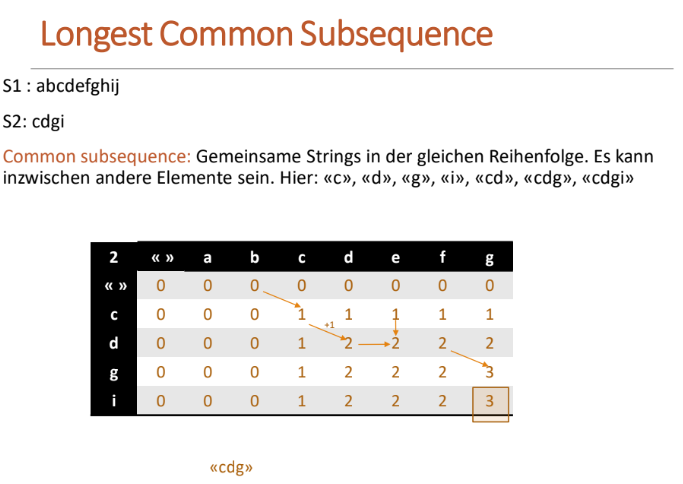 Longest Common Subsequence
S1 : abcdefghij
S2: cdgi
Common subsequence: Gemeinsame Strings in der gleichen Reihenfolge. Es kann
inzwischen andere Elemente sein. Hier: «c», «d», «g», «i», «cd», «cdg», «cdgi»
2 « » a b c d e f g
« » 0 0 0 0 0 0 0 0
c 0 0 0 1 1 1 1 1
+1
d 0 0 0 1 2 2 2 2
g 0 0 0 1 2 2 2 3
i 0 0 0 1 2 2 2 3
«cdg»